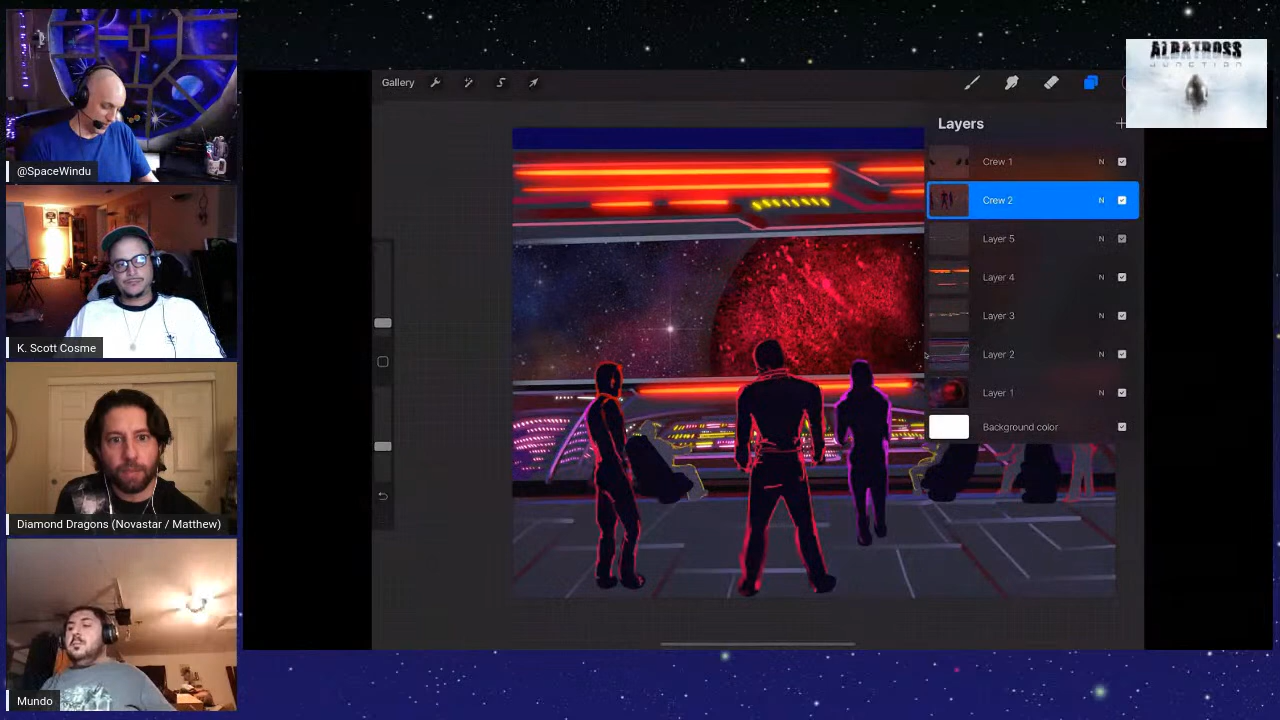 @SpaceWindu
K. Scott Cosme
Diamond Dragons (Novastar / Matthew)
Mundo
Gallery
S
Layers
Crew 1 N
Crew 2 N
Layer 5 N
Layer 4 N
Layer 3 N
Layer 2 N
Layer 1 N
Background color
ALBATROSS
JUNCTION